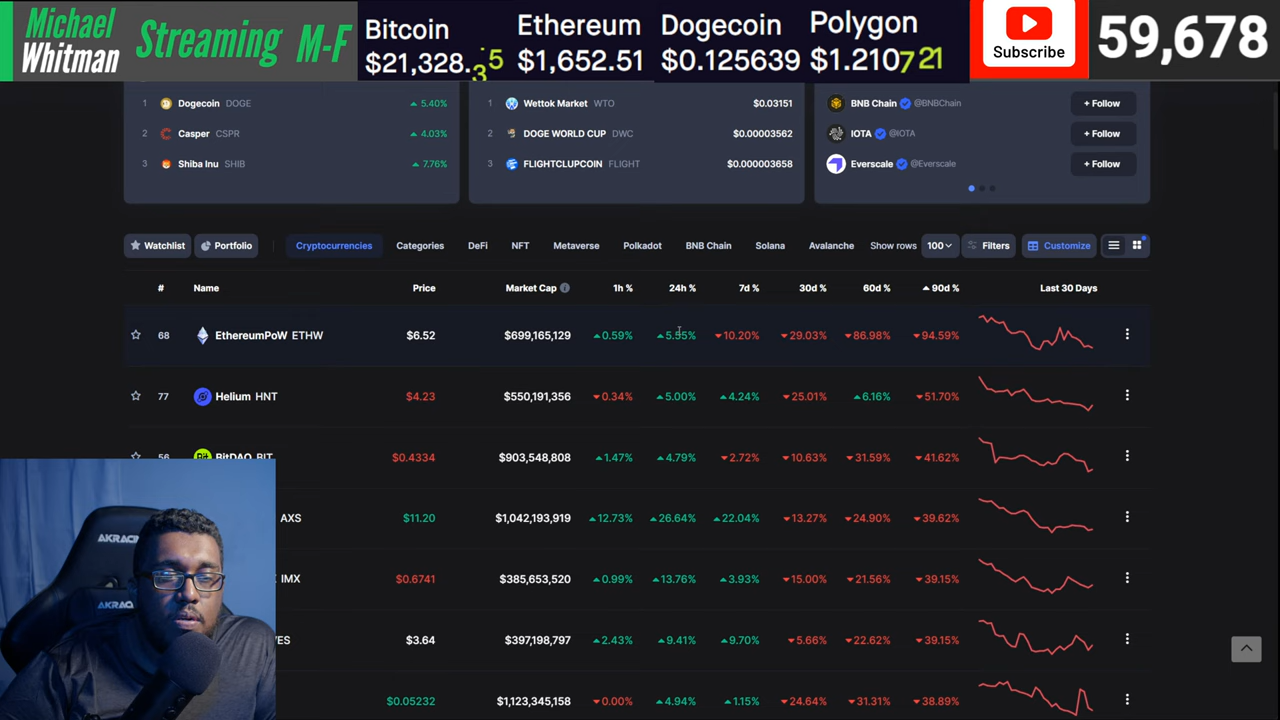 Michael
Whitman
Streaming M-F
Bitcoin
Ethereum
$1,652.51
Dogecoin
$0.125639
Polygon
Subscribe
59,678
1 Dogecoin DOGE 5.40%
2 Casper CSPR 4.03%
3 Shiba Inu SHIB 7.76%
1 Wettok Market WTO $0.03151
2 DOGE WORLD CUP DWC $0.00003562
3 FLIGHTCLUPCOIN FLIGHT $0.000003658
BNB Chain @BNBChain + Follow
IOTA @IOTA + Follow
Everscale @Everscale + Follow
Watchlist Portfolio Cryptocurrencies Categories DeFi NFT Metaverse Polkadot BNB Chain Solana Avalanche Show rows 100 Filters Customize
# Name Price Market Cap 1h % 24h % 7d % 30d % 60d % 90d % Last 30 Days
68 EthereumPoW ETHW $6.52 $699,165,129 0.59% 5.55% 10.20% 29.03% 86.98% 94.59%
77 Helium HNT $4.23 $550,191,356 0.34% 5.00% 4.24% 25.01% 6.16% 51.70%
56 BitDAO BIT $0.4334 $903,548,808 1.47% 4.79% 2.72% 10.63% 31.59% 41.62%
AXS $11.20 $1,042,193,919 12.73% 26.64% 22.04% 13.27% 24.90% 39.62%
IMX $0.6741 $385,653,520 0.99% 13.76% 3.93% 15.00% 21.56% 39.15%
$3.64 $397,198,797 2.43% 9.41% 9.70% 5.66% 22.62% 39.15%
$0.05232 $1,123,345,158 0.00% 4.94% 1.15% 24.64% 31.31% 38.89%
AKRACING
AKRACING